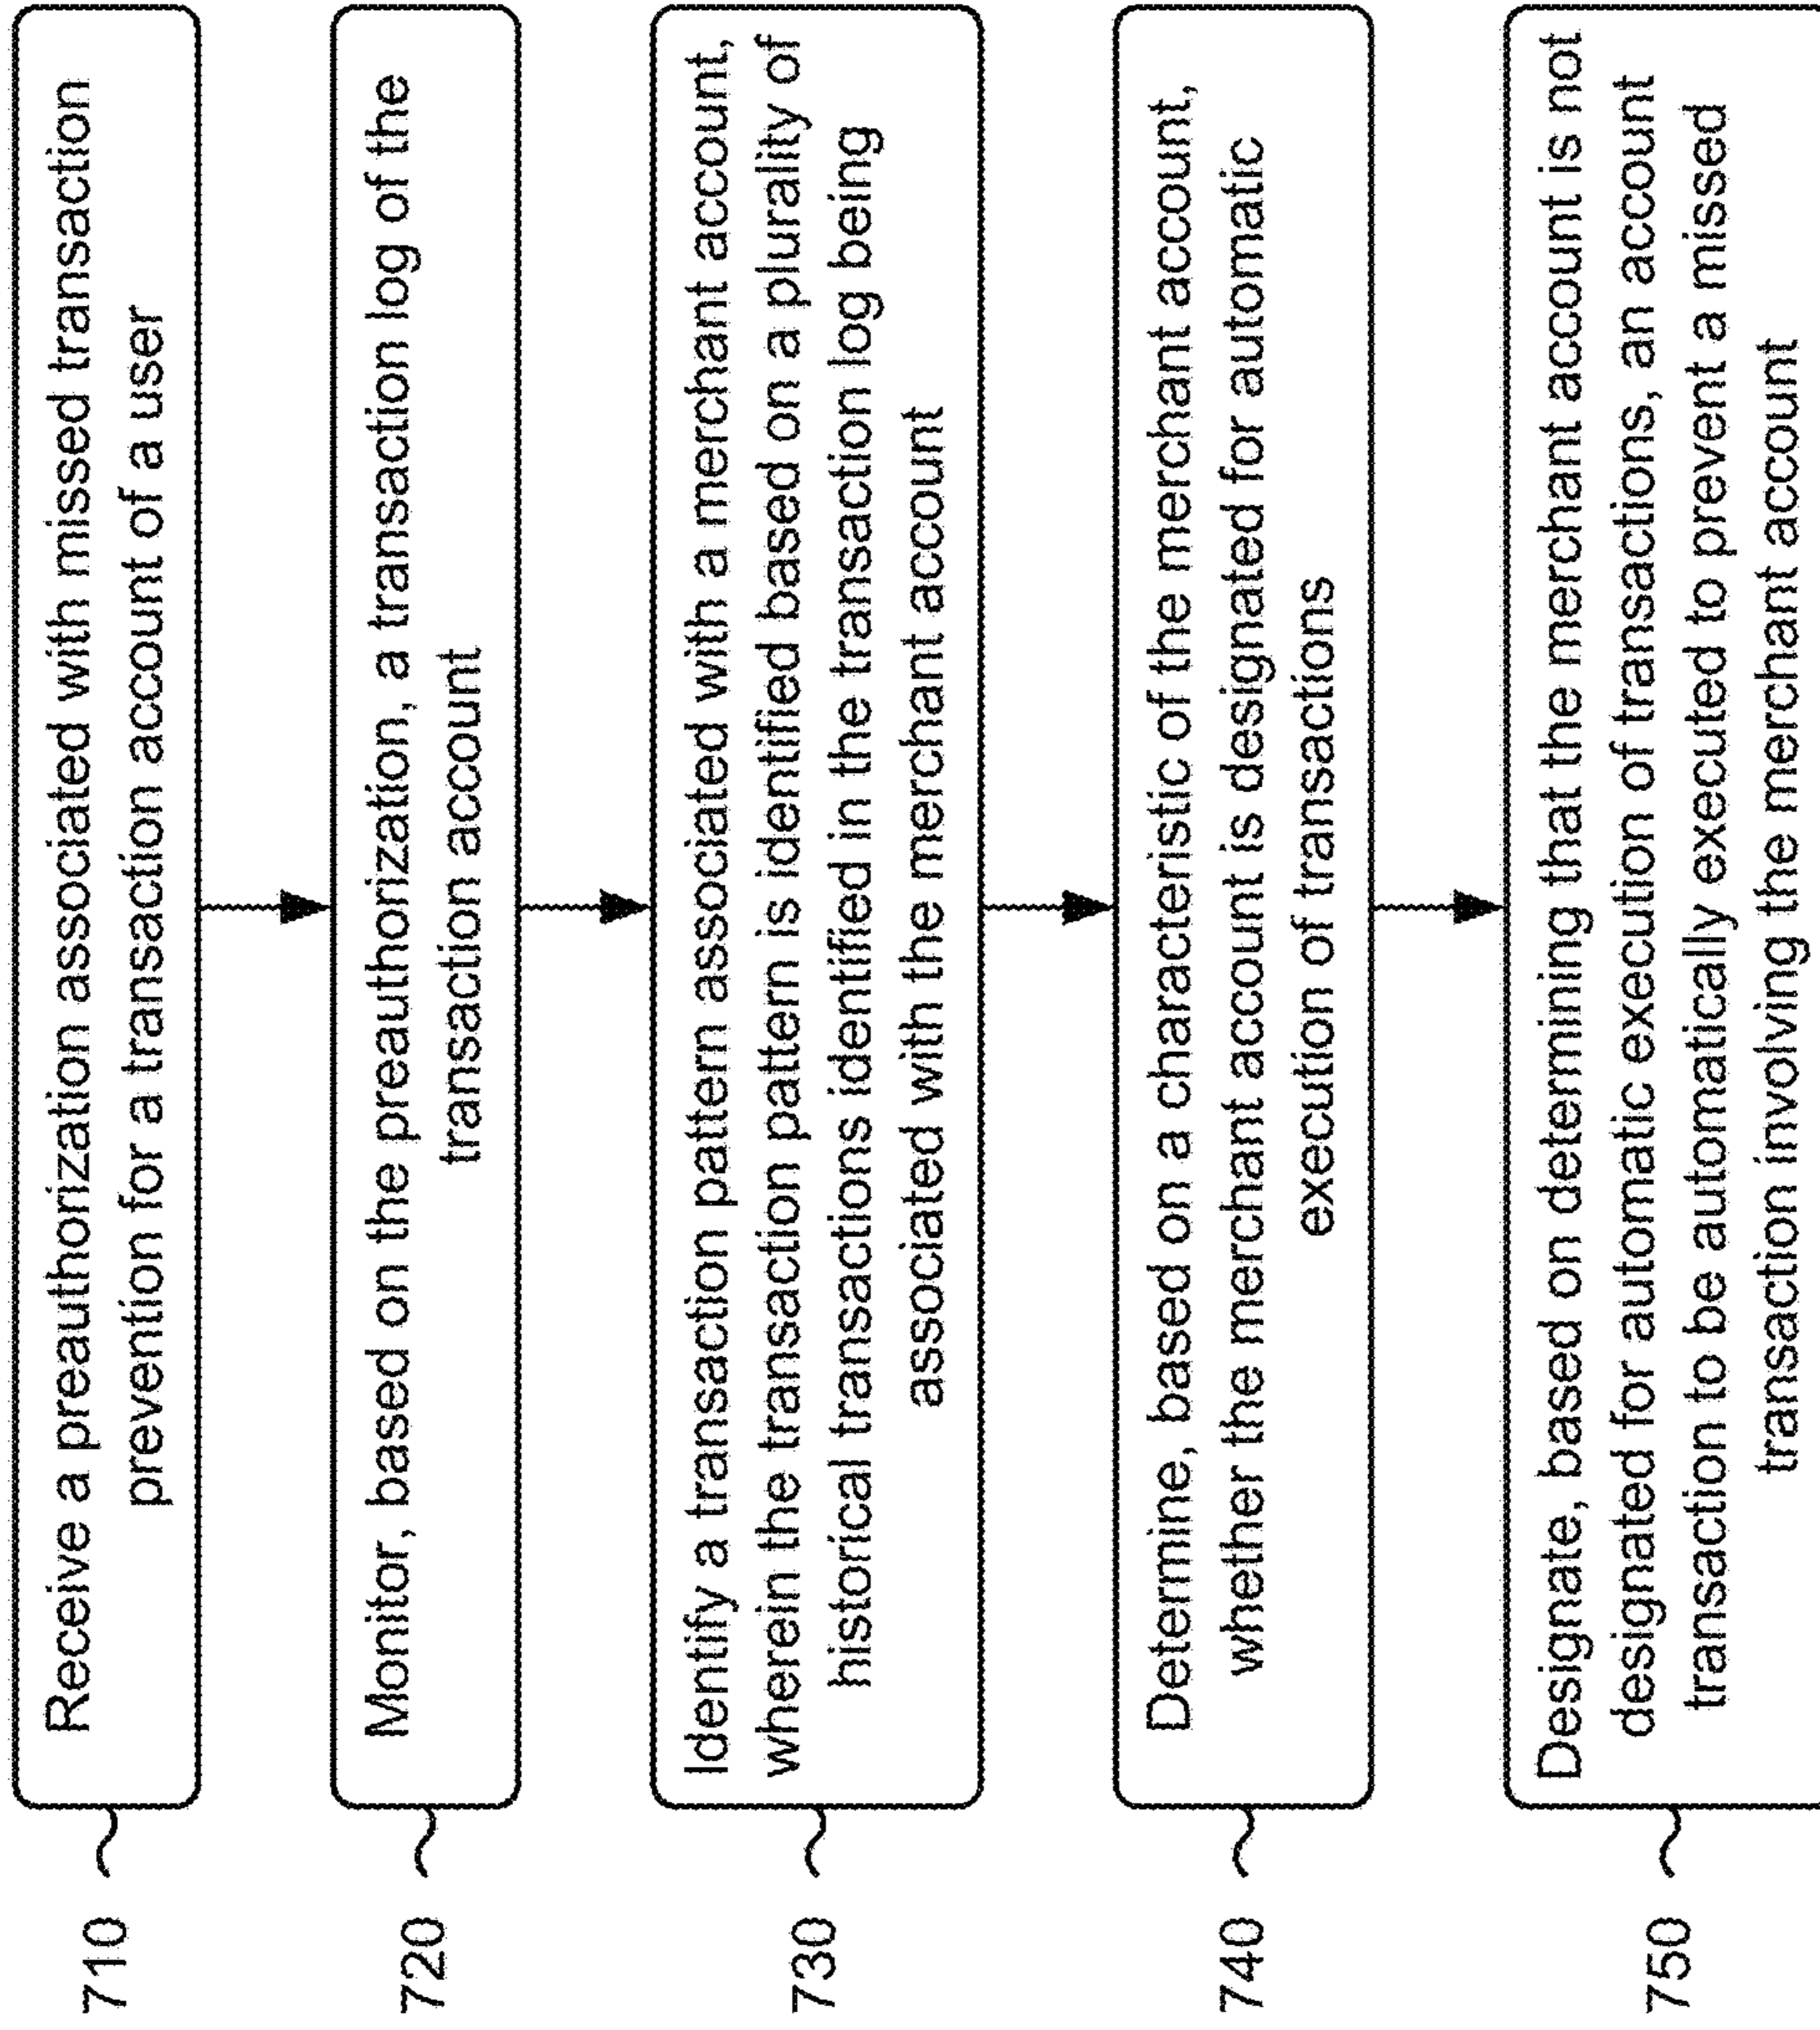 710
Receive a preauthorization associated with missed transaction
prevention for a transaction account of a user
720
Monitor, based on the preauthorization, a transaction log of the
transaction account
730
Identify a transaction pattern associated with a merchant account,
wherein the transaction pattern is identified based on a plurality of
historical transactions identified in the transaction log being
associated with the merchant account
740
Determine, based on a characteristic of the merchant account,
whether the merchant account is designated for automatic
execution of transactions
750
Designate, based on determining that the merchant account is not
designated for automatic execution of transactions, an account
transaction to be automatically executed to prevent a missed
transaction involving the merchant account